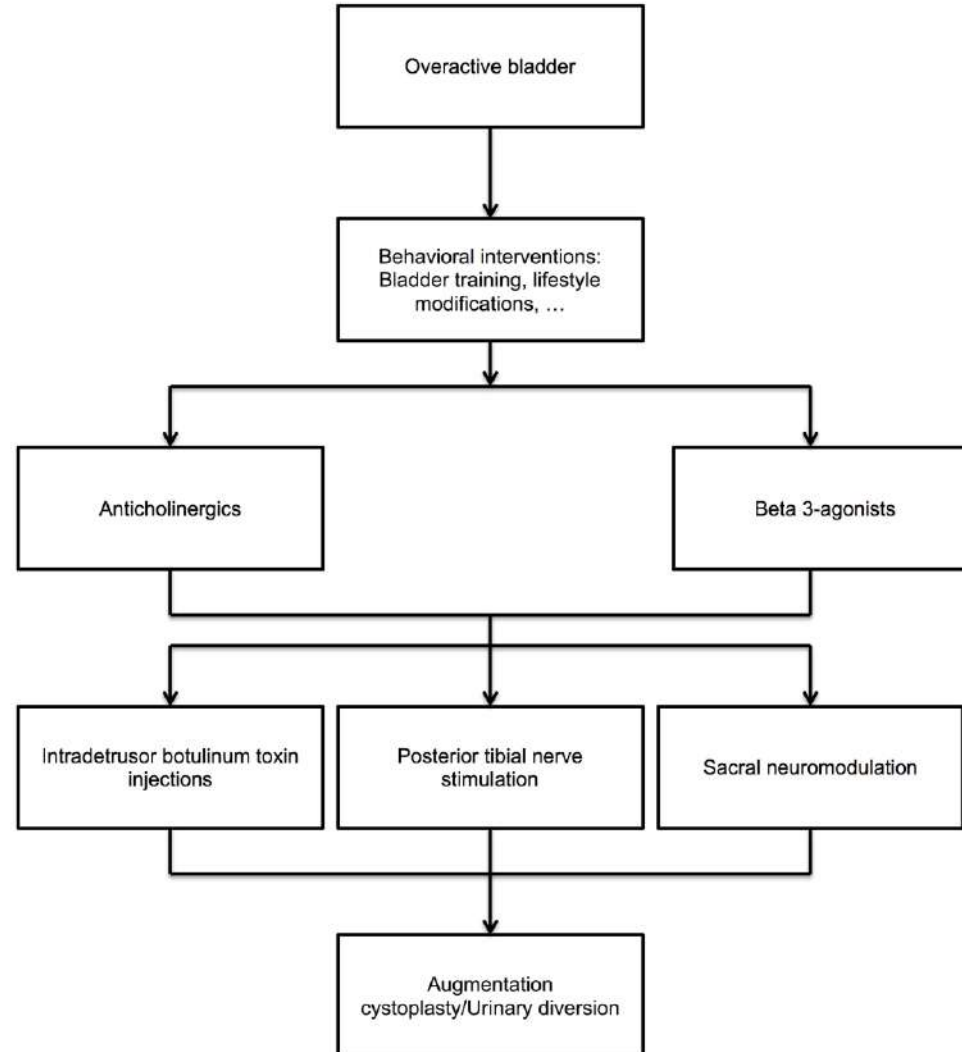 Overactive bladder
Behavioral interventions:
Bladder training, lifestyle
modifications, …
Anticholinergics
Beta 3-agonists
Intradetrusor botulinum toxin
injections
Posterior tibial nerve
stimulation
Sacral neuromodulation
Augmentation
cystoplasty/Urinary diversion